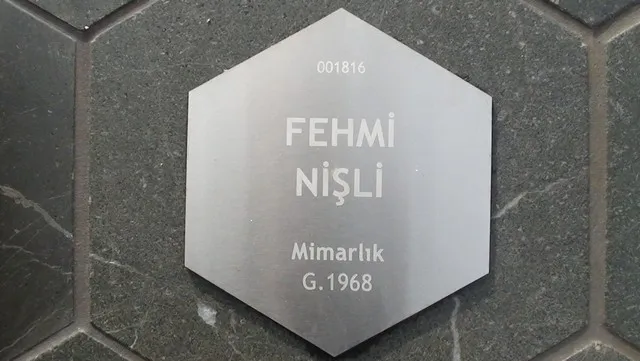 001816
FEHMİ
NİŞLİ
Mimarlık
G.1968